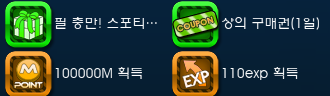 필 충만! 스포티…
COUPON
상의 구매권(1일)
M
POINT
100000M 획득
EXP
110exp 획득